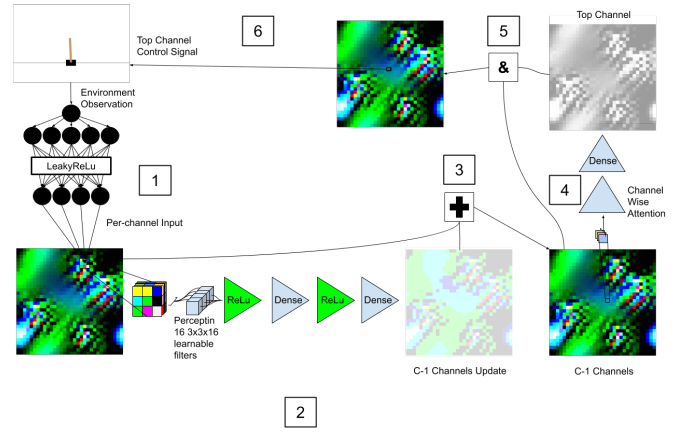 Top Channel
6
5
Top Channel
Control Signal
&
Environment
Observation
LeakyReLu
1
3
Dense
4
Channel
Wise
Attention
Per-channel Input
ReLu
Dense
ReLu
Dense
Perceptin
16 3x3x16
learnable
filters
C-1 Channels Update
C-1 Channels
2